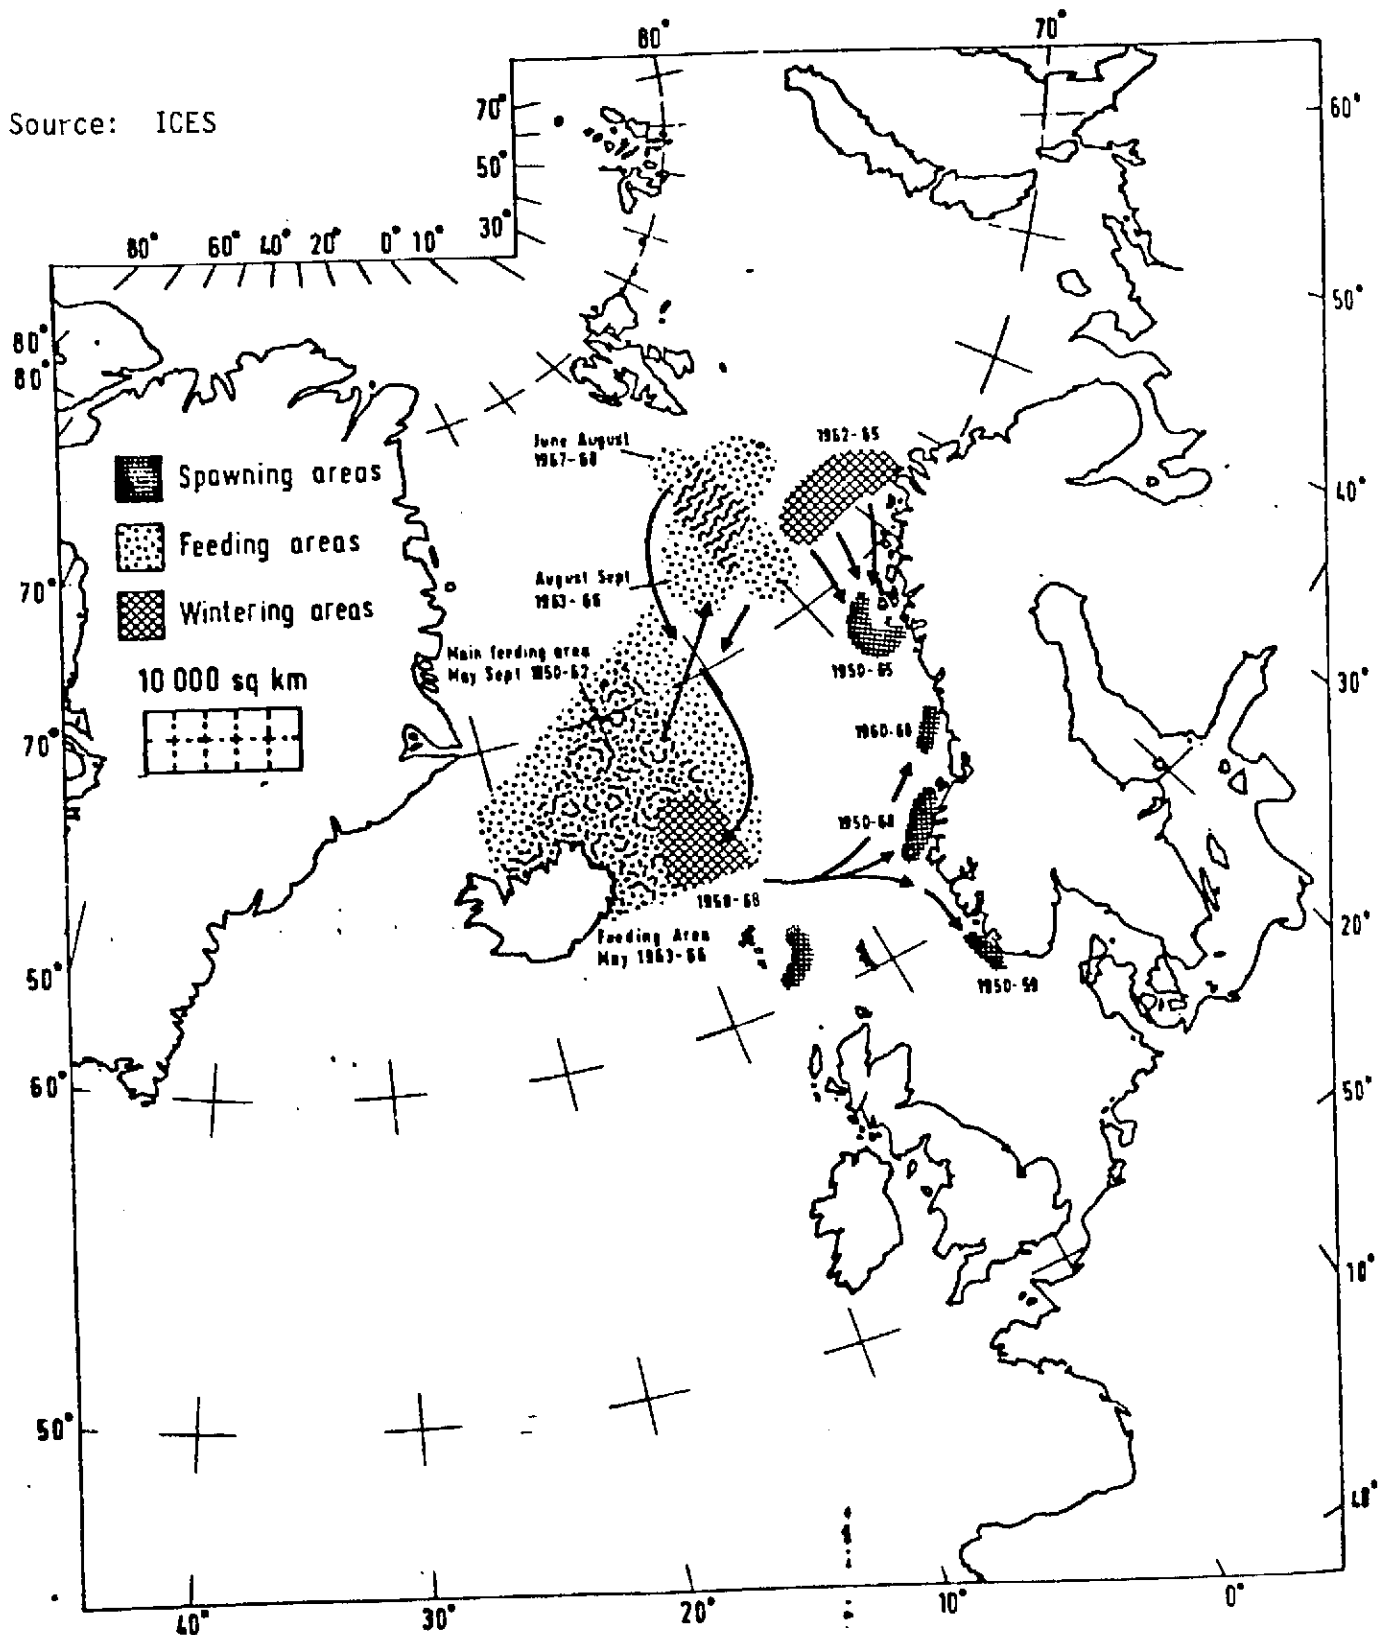 80°
70°
Source: ICES
70°
50°
30°
60°
80° 60° 40° 20° 0° 10°
50°
80°
80°
June August
1967-68
1962-65
Spawning areas
40°
Feeding areas
70°
August Sept
1963-66
Wintering areas
Main feeding area
May Sept 1950-62
1950-65
30°
10 000 sq km
70°
1960-68
1950-68
1950-68
20°
Feeding Area
May 1963-66
1950-59
60°
50°
10°
50°
40°
40° 30° 20° 10° 0°